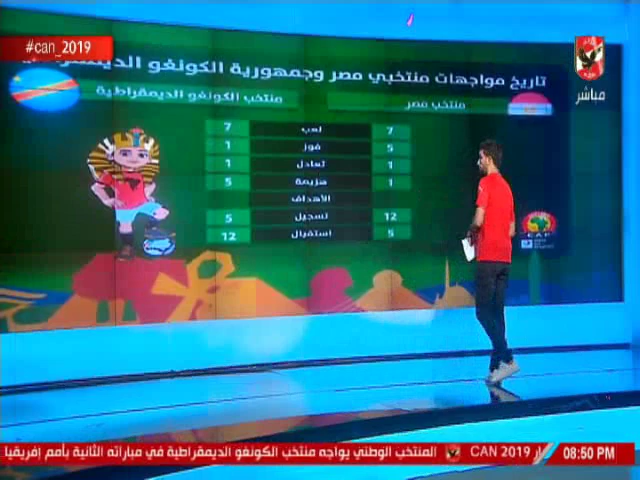 #can_2019
تاريخ مواجهات منتخبي مصر وجمهورية الكونغو
مباشر
منتخب مصر
منتخب الكونغو الديمقراطية
7 لعب 7
5 فوز 1
1 تعادل 1
1 هزيمة 5
الأهداف
12 تسجيل 5
5 استقبال 12
CAF
08:50 PM
CAN 2019
المنتخب الوطني يواجه منتخب الكونغو الديمقراطية في مباراته الثانية بأمم إفريقيا